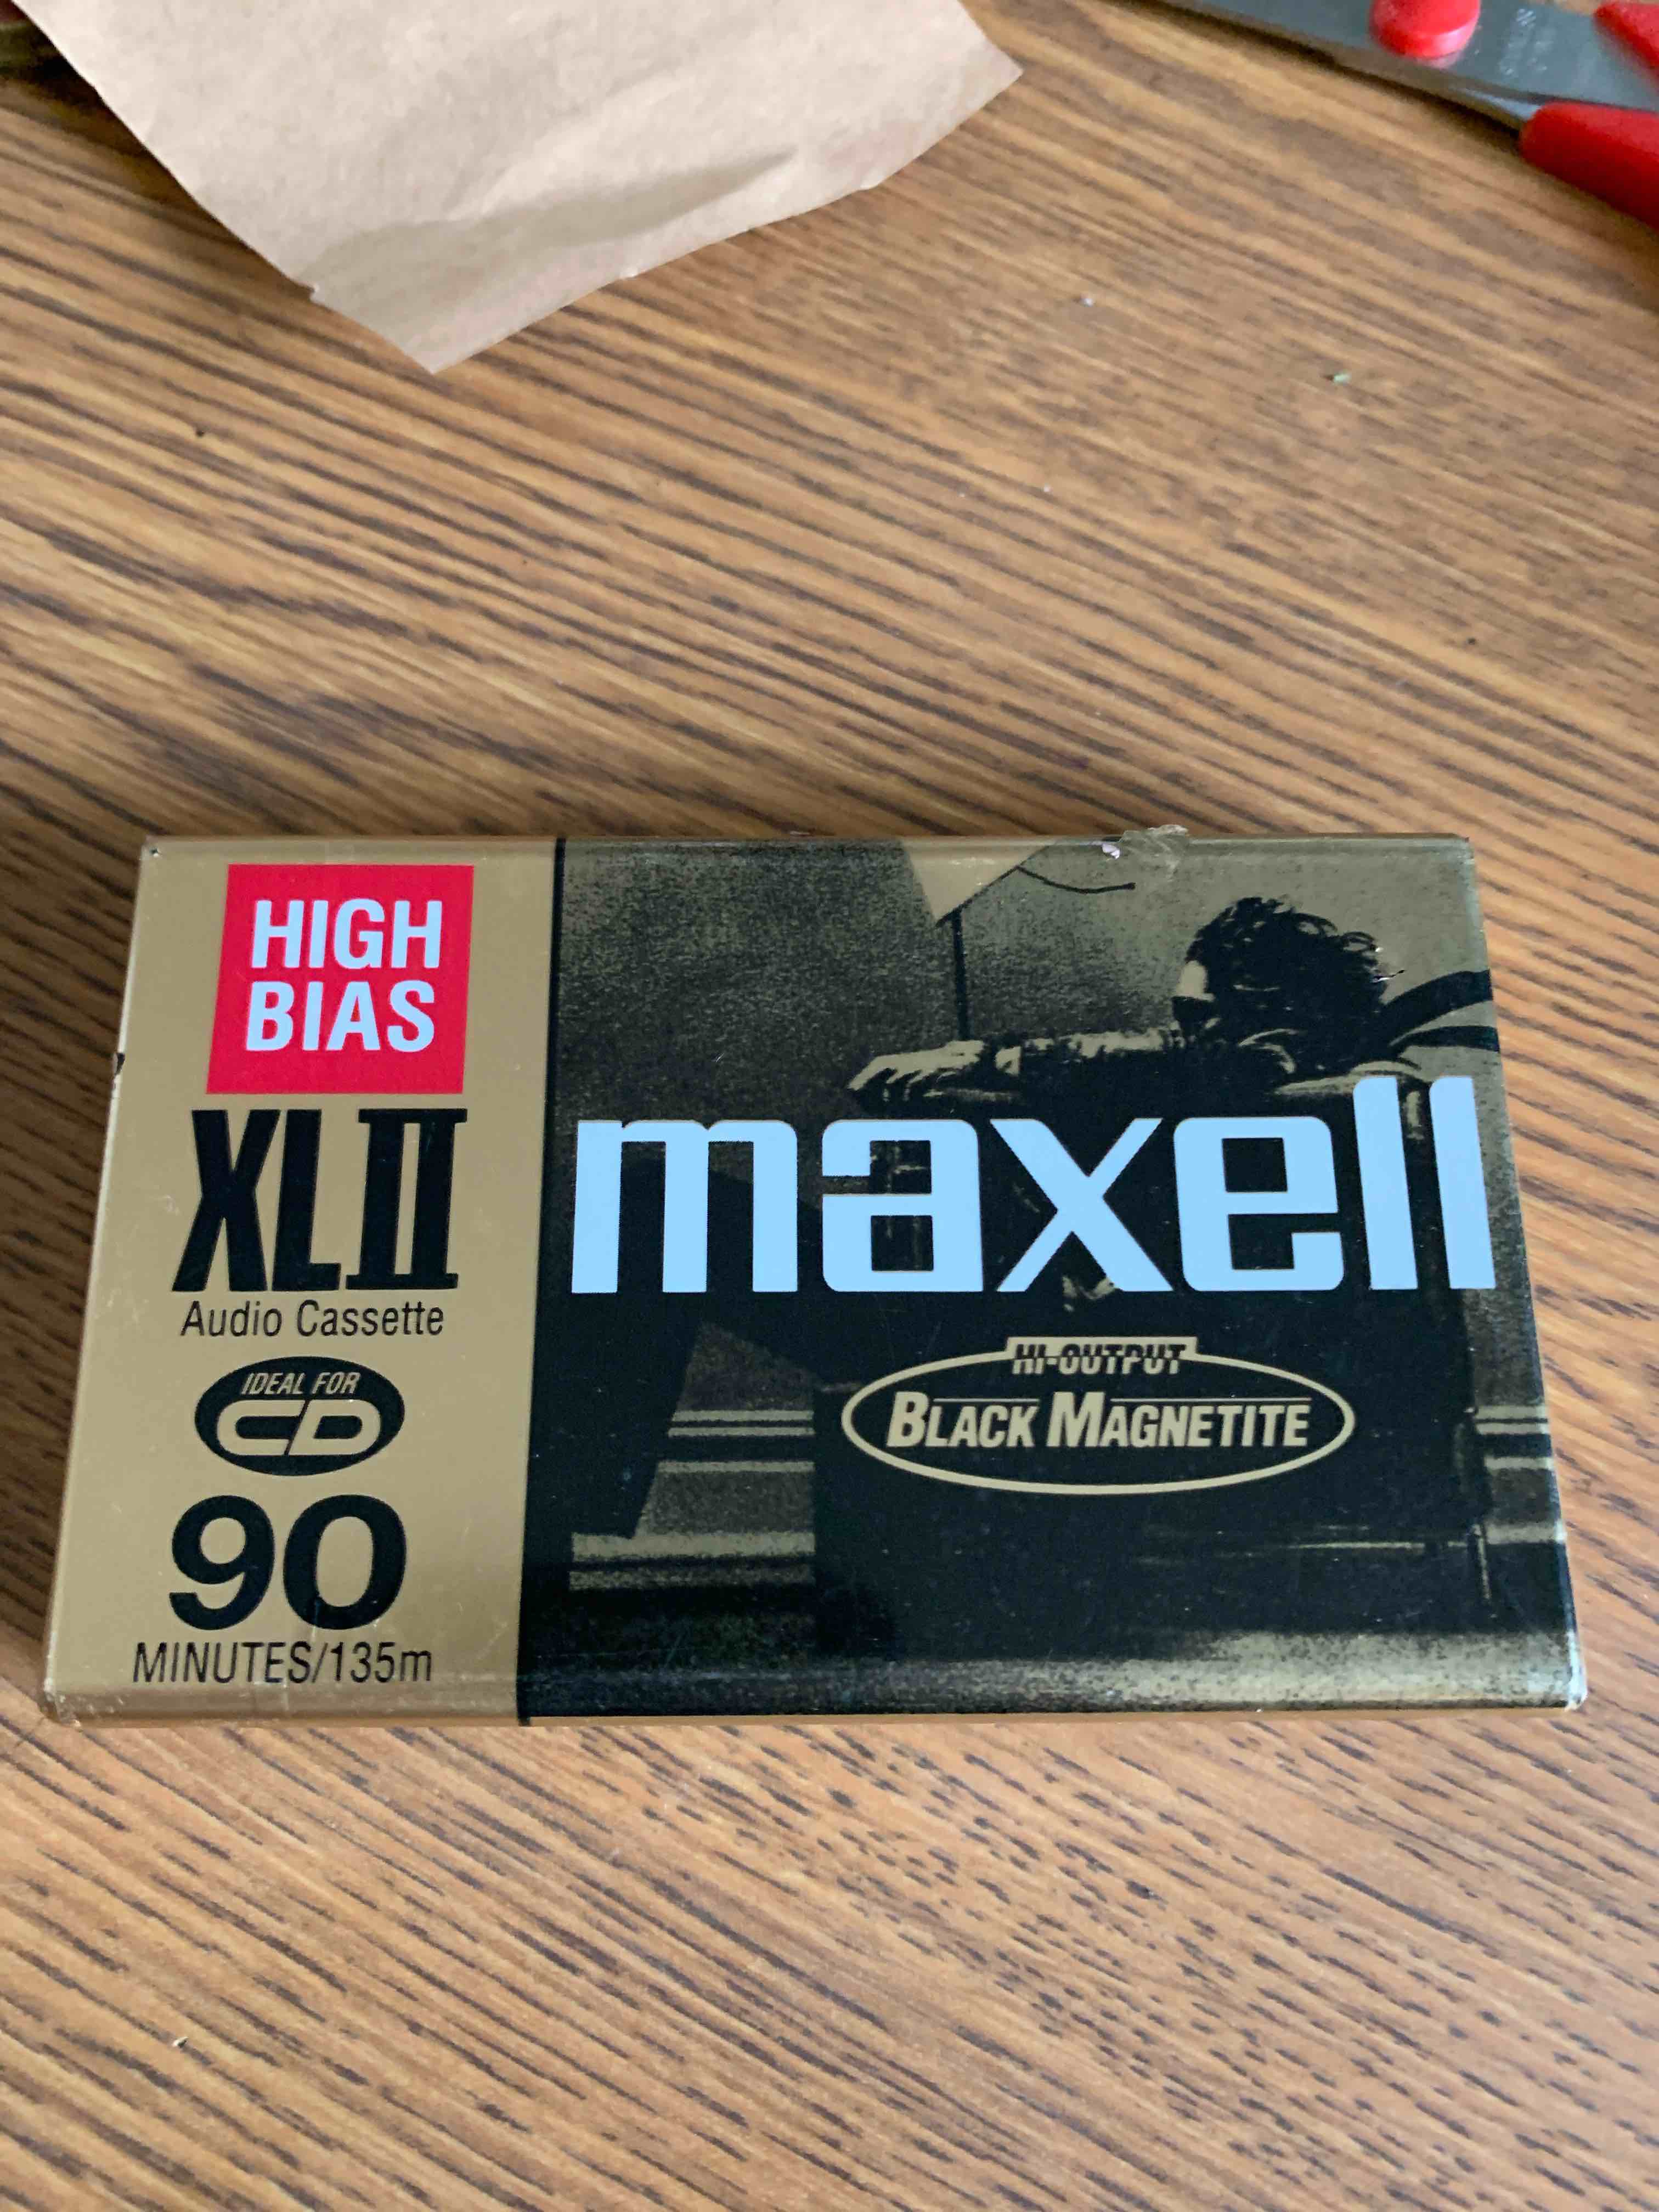 HIGH
BIAS
XLII
Audio Cassette
IDEAL FOR
CD
90
MINUTES/135m
maxell
HI-OUTPUT
BLACK MAGNETITE